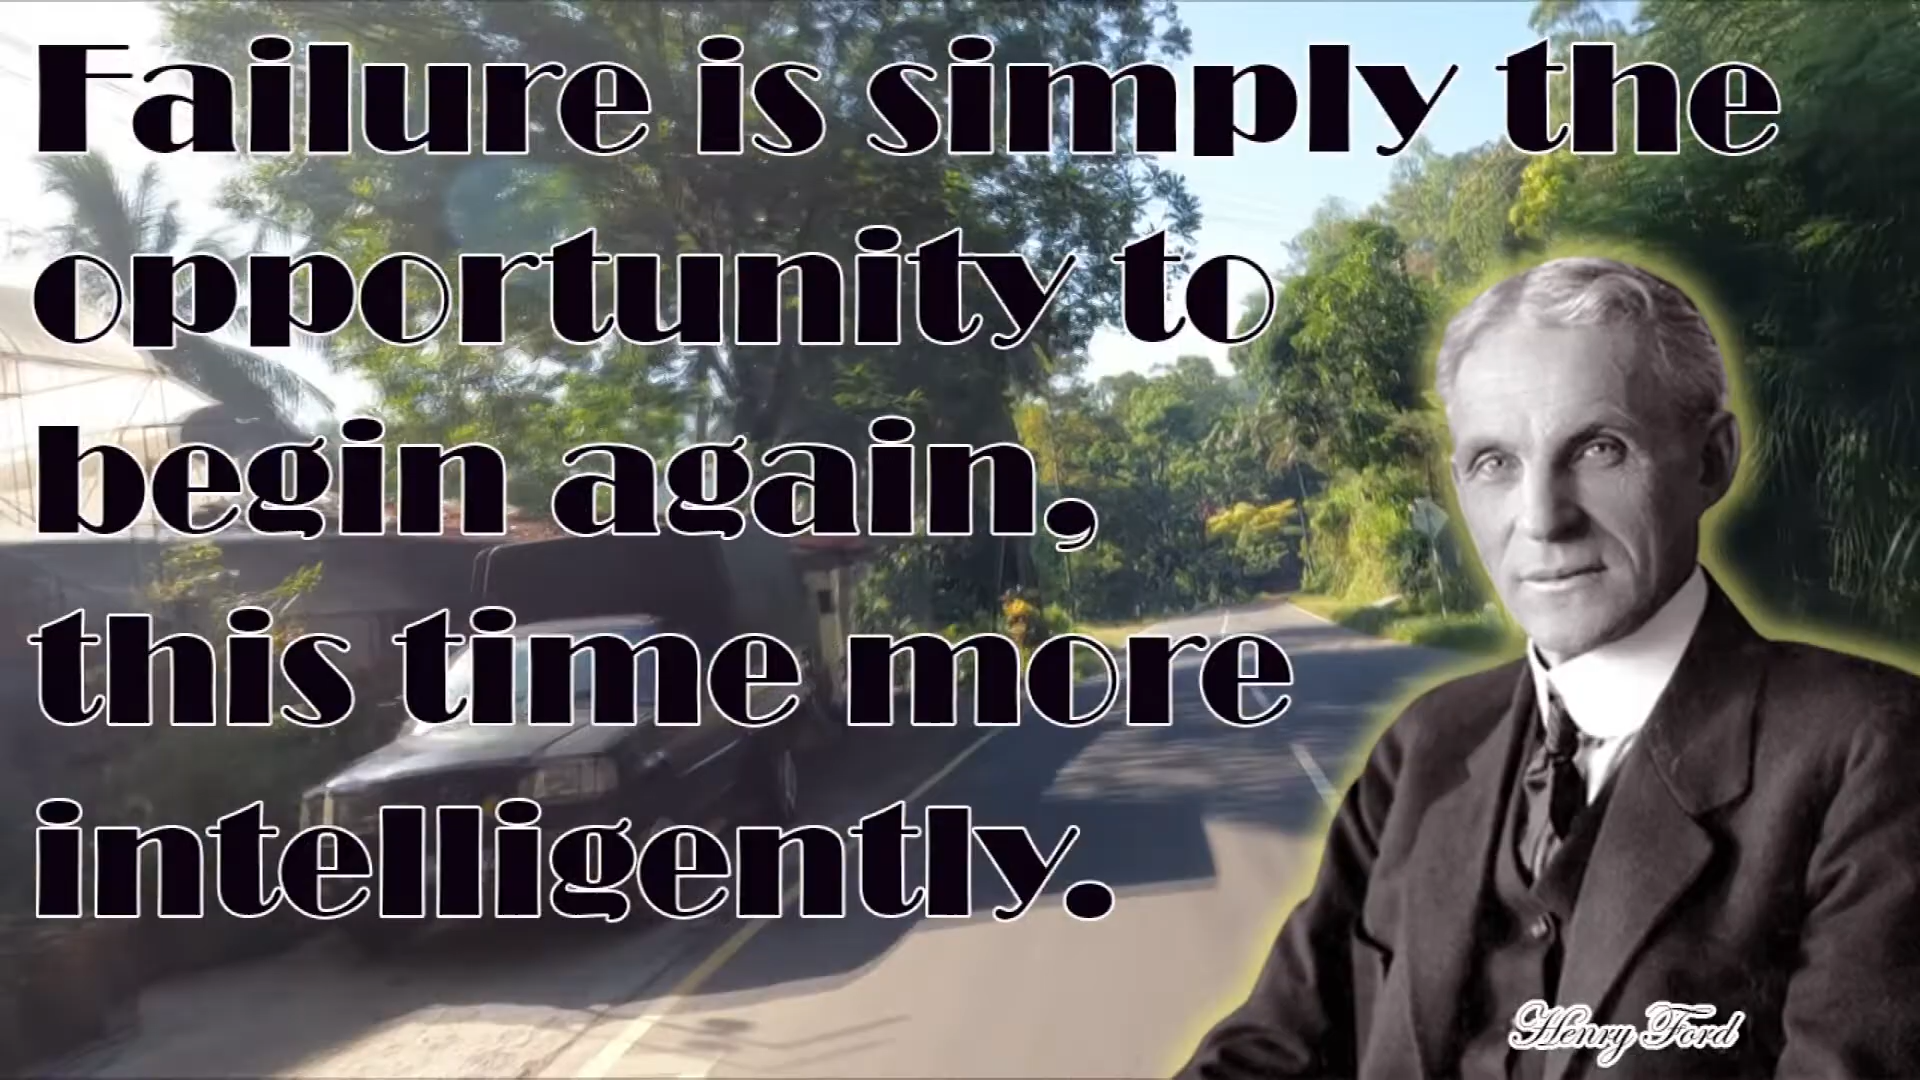 Failure is simply the
opportunity to
begin again,
this time more
intelligently.
Henry Ford